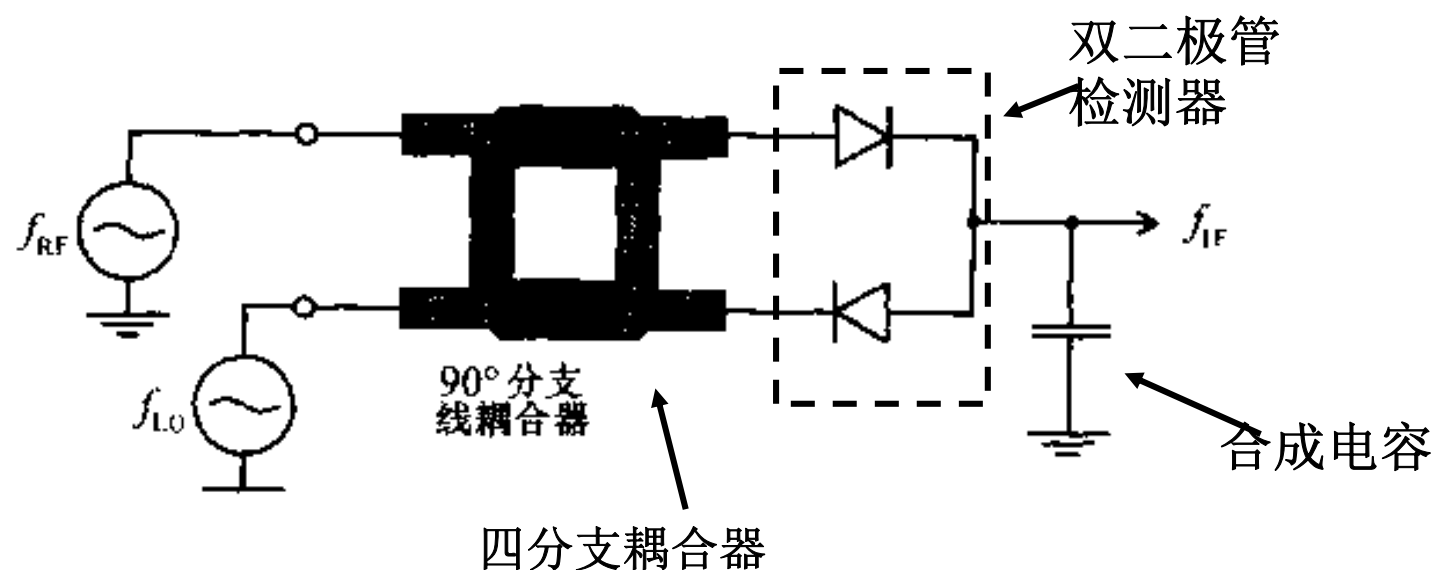 双二极管
检测器
f_RF
f_IF
f_LO
90°分支
线耦合器
合成电容
四分支耦合器